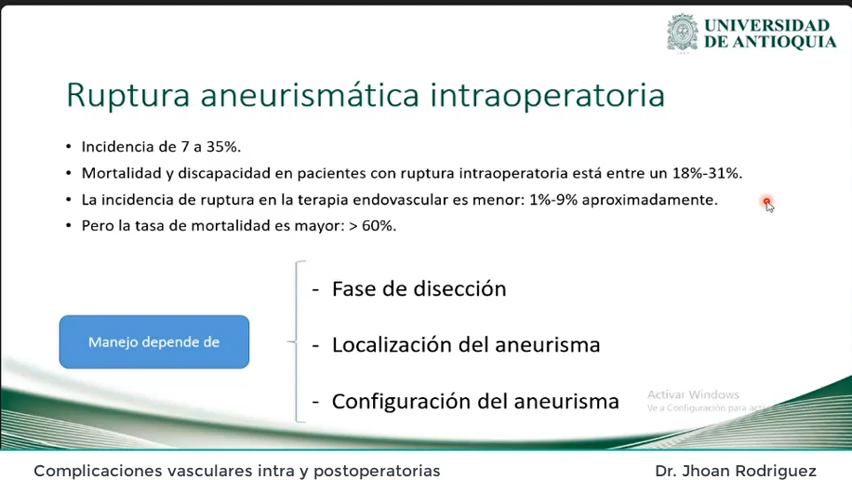 UNIVERSIDAD
DE ANTIOQUIA
Ruptura aneurismática intraoperatoria
• Incidencia de 7 a 35%.
• Mortalidad y discapacidad en pacientes con ruptura intraoperatoria está entre un 18%-31%.
• La incidencia de ruptura en la terapia endovascular es menor: 1%-9% aproximadamente.
• Pero la tasa de mortalidad es mayor: > 60%.
- Fase de disección
Manejo depende de
- Localización del aneurisma
- Configuración del aneurisma
Activar Windows
Ve a Configuración para
Complicaciones vasculares intra y postoperatorias
Dr. Jhoan Rodriguez